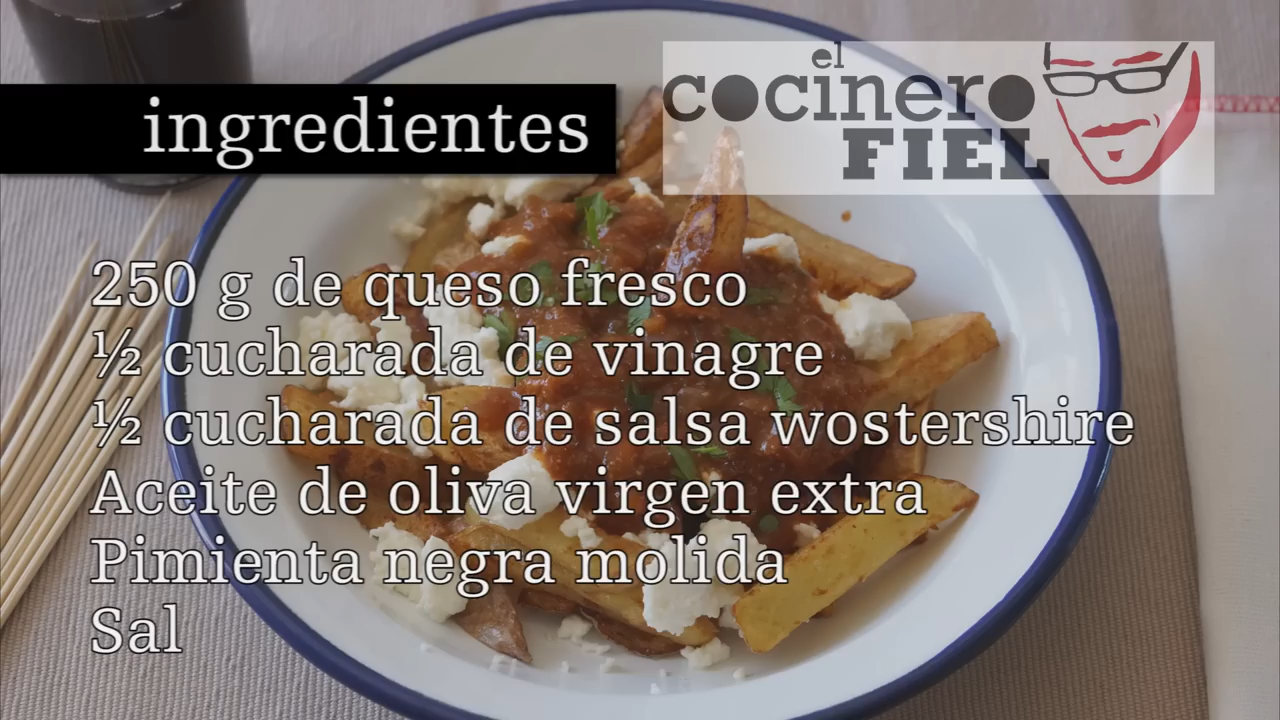 el
cocinero
FIEL
ingredientes
250 g de queso fresco
½ cucharada de vinagre
½ cucharada de salsa wostershire
Aceite de oliva virgen extra
Pimienta negra molida
Sal